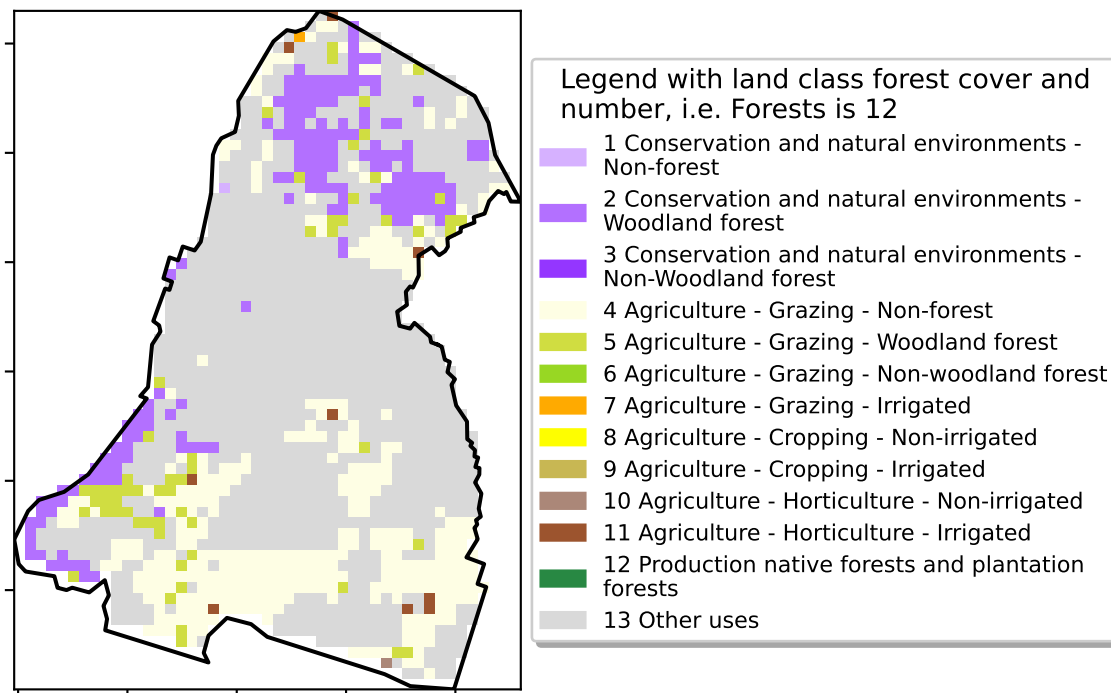 Legend with land class forest cover and
number, i.e. Forests is 12
1 Conservation and natural environments -
Non-forest
2 Conservation and natural environments -
Woodland forest
3 Conservation and natural environments -
Non-Woodland forest
4 Agriculture - Grazing - Non-forest
5 Agriculture - Grazing - Woodland forest
6 Agriculture - Grazing - Non-woodland forest
7 Agriculture - Grazing - Irrigated
8 Agriculture - Cropping - Non-irrigated
9 Agriculture - Cropping - Irrigated
10 Agriculture - Horticulture - Non-irrigated
11 Agriculture - Horticulture - Irrigated
12 Production native forests and plantation
forests
13 Other uses